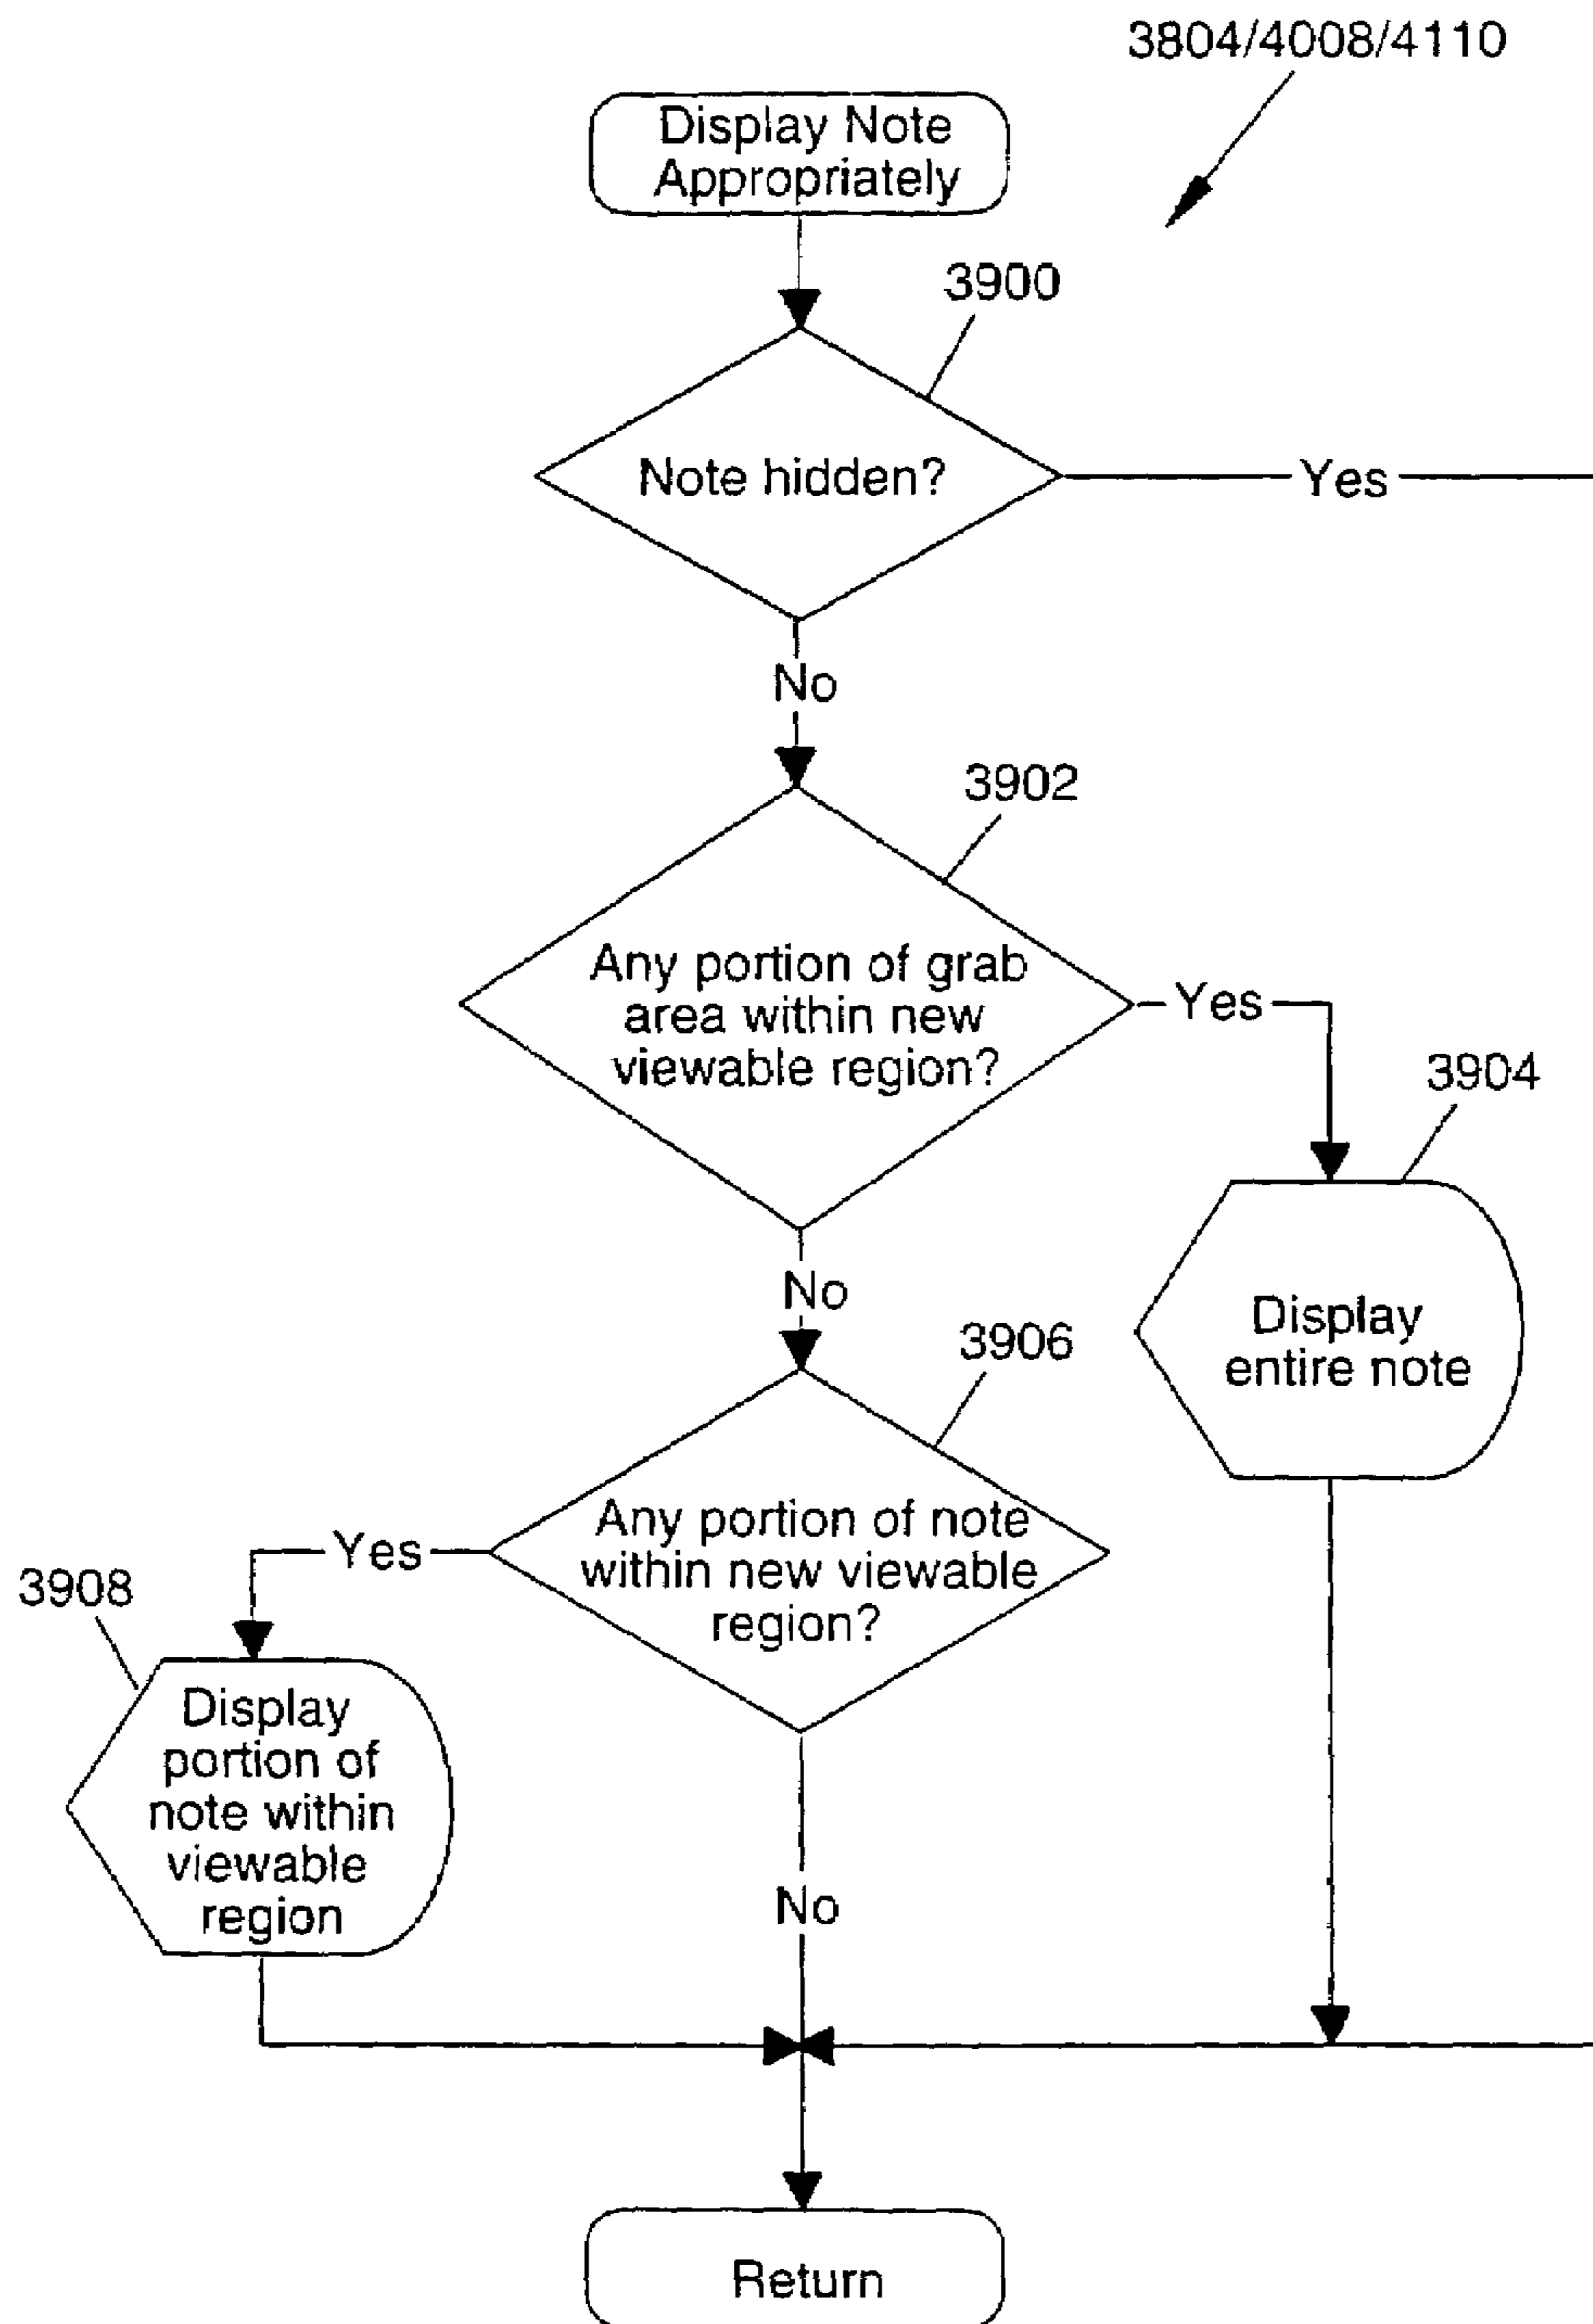 3804/4008/4110
Display Note
Appropriately
3900
Note hidden?
Yes
No
3902
Any portion of grab
area within new
viewable region?
Yes
3904
Display
entire note
No
3906
Any portion of note
within new viewable
region?
Yes
3908
Display
portion of
note within
viewable
region
No
Return